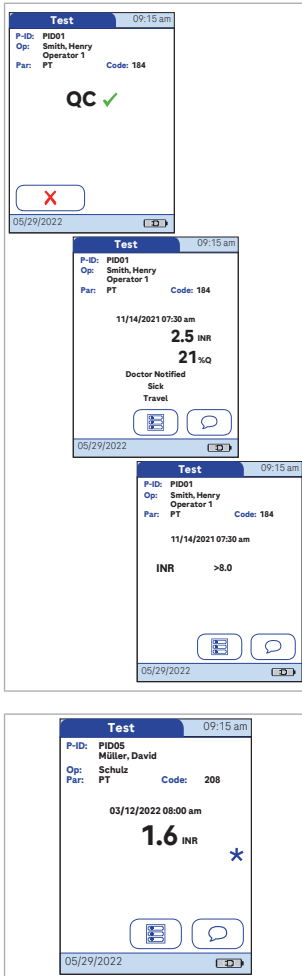 Test 09:15 am
P-ID: PID01
Op: Smith, Henry
Operator 1
Par: PT Code: 184
QC
05/29/2022
Test 09:15 am
P-ID: PID01
Op: Smith, Henry
Operator 1
Par: PT Code: 184
11/14/2021 07:30 am
2.5 INR
21 %Q
Doctor Notified
Sick
Travel
05/29/2022
Test 09:15 am
P-ID: PID01
Op: Smith, Henry
Operator 1
Par: PT Code: 184
11/14/2021 07:30 am
INR >8.0
05/29/2022
Test 09:15 am
P-ID: PID05
Müller, David
Op: Schulz
Par: PT Code: 208
03/12/2022 08:00 am
1.6 INR
*
05/29/2022